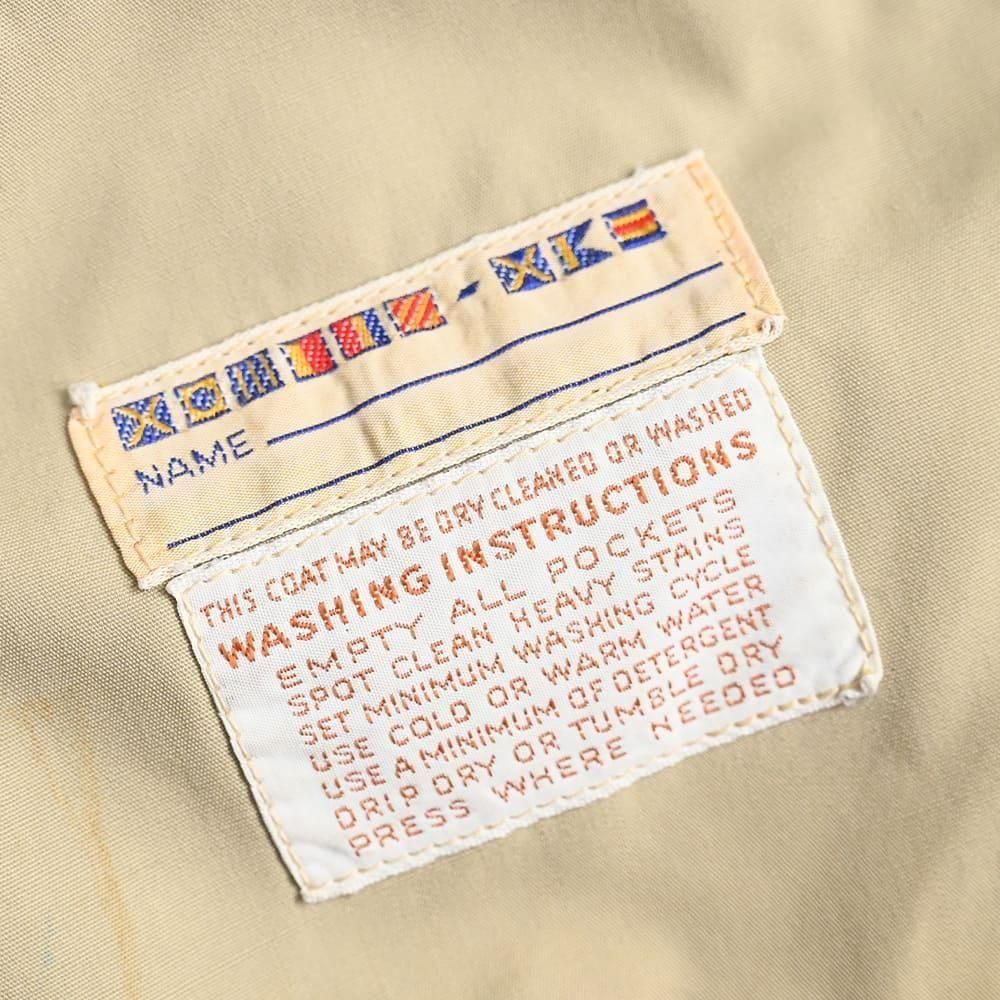 NAME
THIS COAT MAY BE DRY CLEANED OR WASHED
WASHING INSTRUCTIONS
EMPTY ALL POCKETS
SPOT CLEAN HEAVY STAINS
SET MINIMUM WASHING CYCLE
USE COLD OR WARM WATER
USE A MINIMUM OF DETERGENT
DRIP DRY OR TUMBLE DRY
PRESS WHERE NEEDED